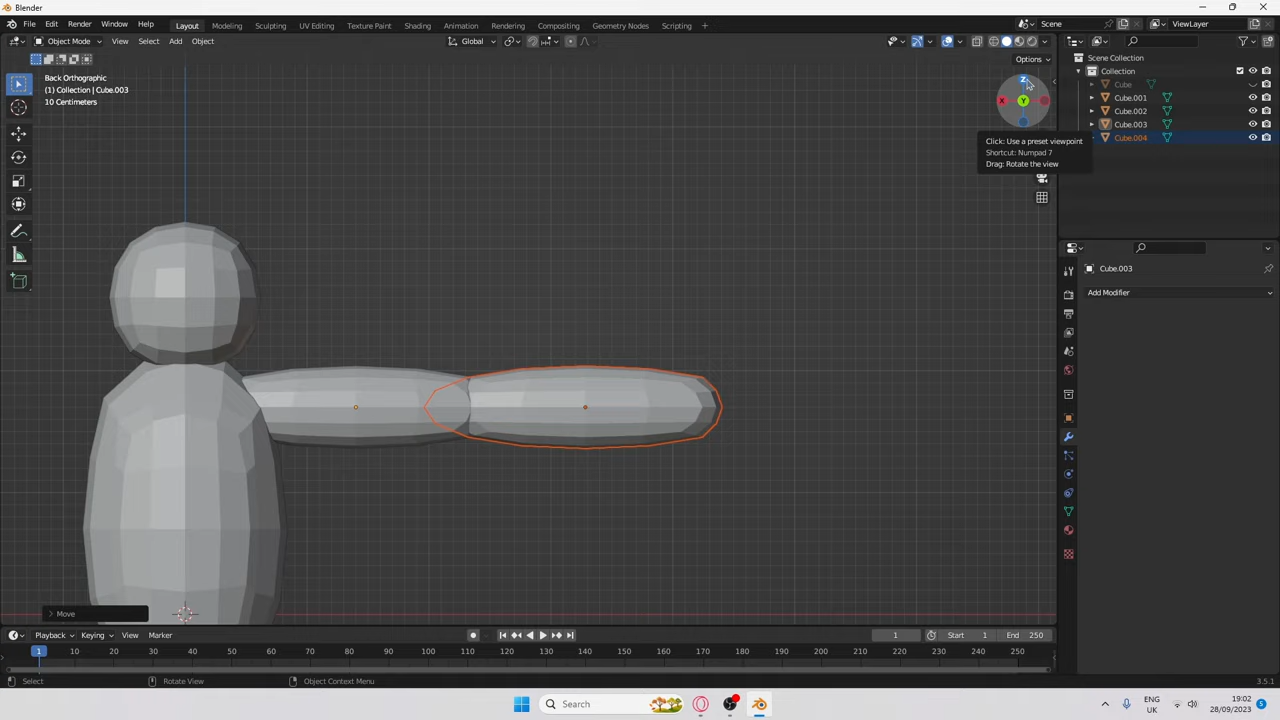 Blender
File Edit Render Window Help Layout Modeling Sculpting UV Editing Texture Paint Shading Animation Rendering Compositing Geometry Nodes Scripting + Scene ViewLayer
Object Mode View Select Add Object Global
Options
Back Orthographic
(1) Collection | Cube.003
10 Centimeters
Z
X
Y
Click: Use a preset viewpoint
Shortcut: Numpad 7
Drag: Rotate the view
Scene Collection
Collection
Cube
Cube.001
Cube.002
Cube.003
Cube.004
Cube.003
Add Modifier
> Move
Playback Keying View Marker 1 Start 1 End 250
1 10 20 30 40 50 60 70 80 90 100 110 120 130 140 150 160 170 180 190 200 210 220 230 240 250
Select Rotate View Object Context Menu 3.5.1
Search
ENG
UK
19:02
28/09/2023